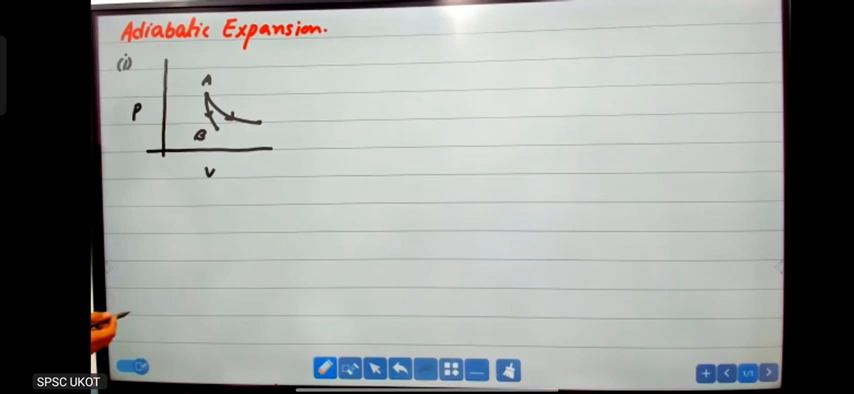 Adiabatic Expansion.
(i)
A
P
B
V
1/1
SPSC UKOT